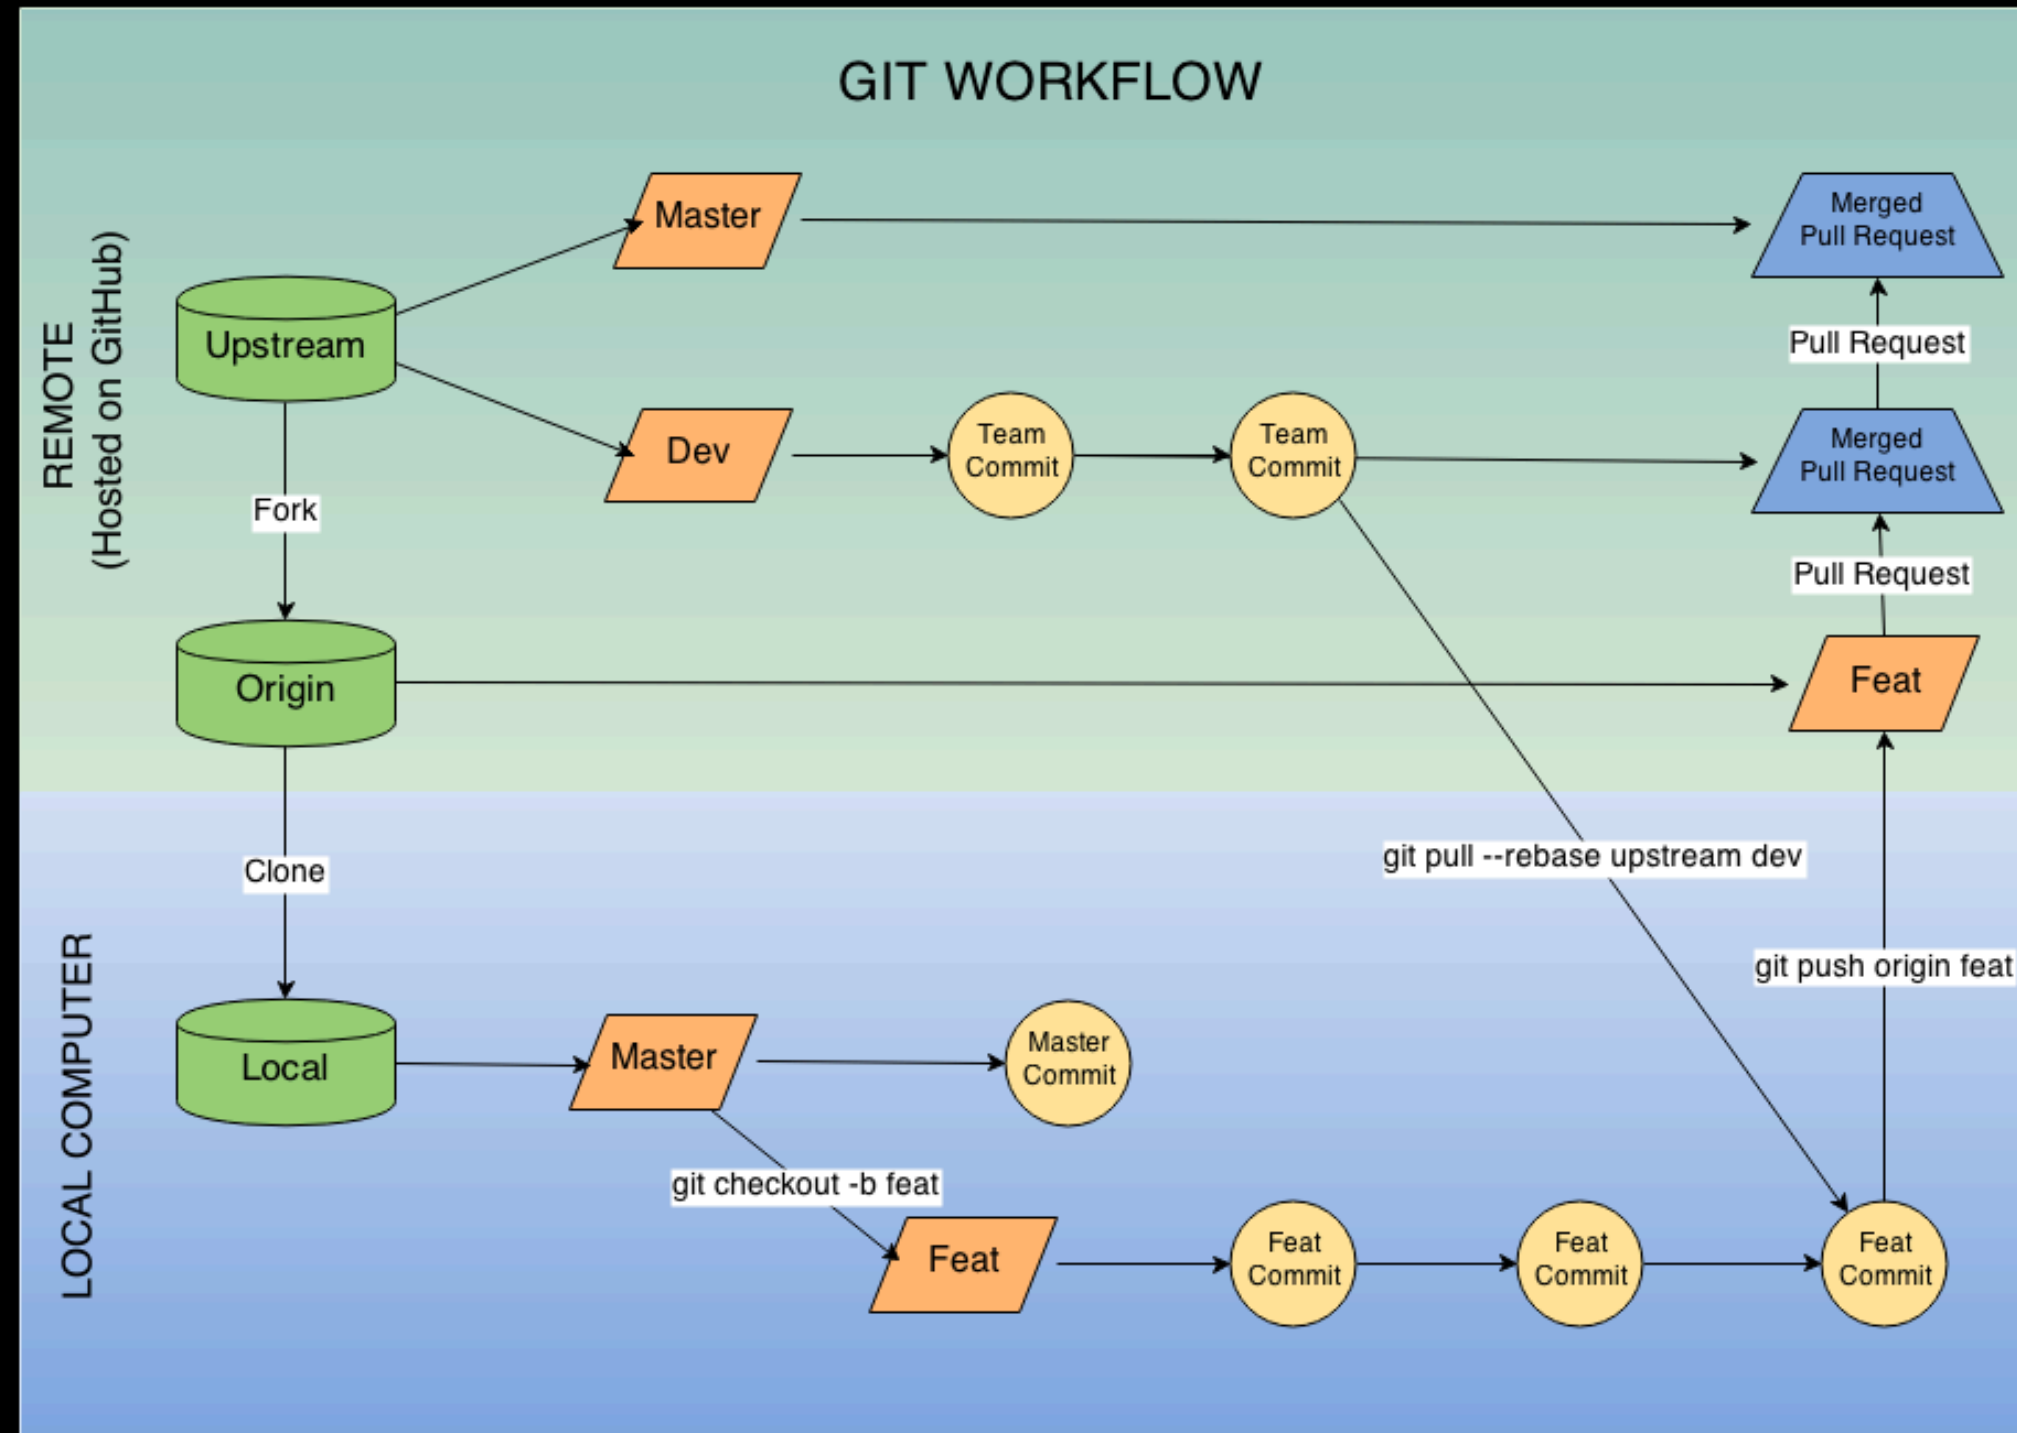 GIT WORKFLOW
REMOTE
(Hosted on GitHub)
Master
Merged
Pull Request
Upstream
Pull Request
Dev
Team
Commit
Team
Commit
Merged
Pull Request
Fork
Pull Request
Origin
Feat
LOCAL COMPUTER
Clone
git pull --rebase upstream dev
git push origin feat
Local
Master
Master
Commit
git checkout -b feat
Feat
Feat
Commit
Feat
Commit
Feat
Commit